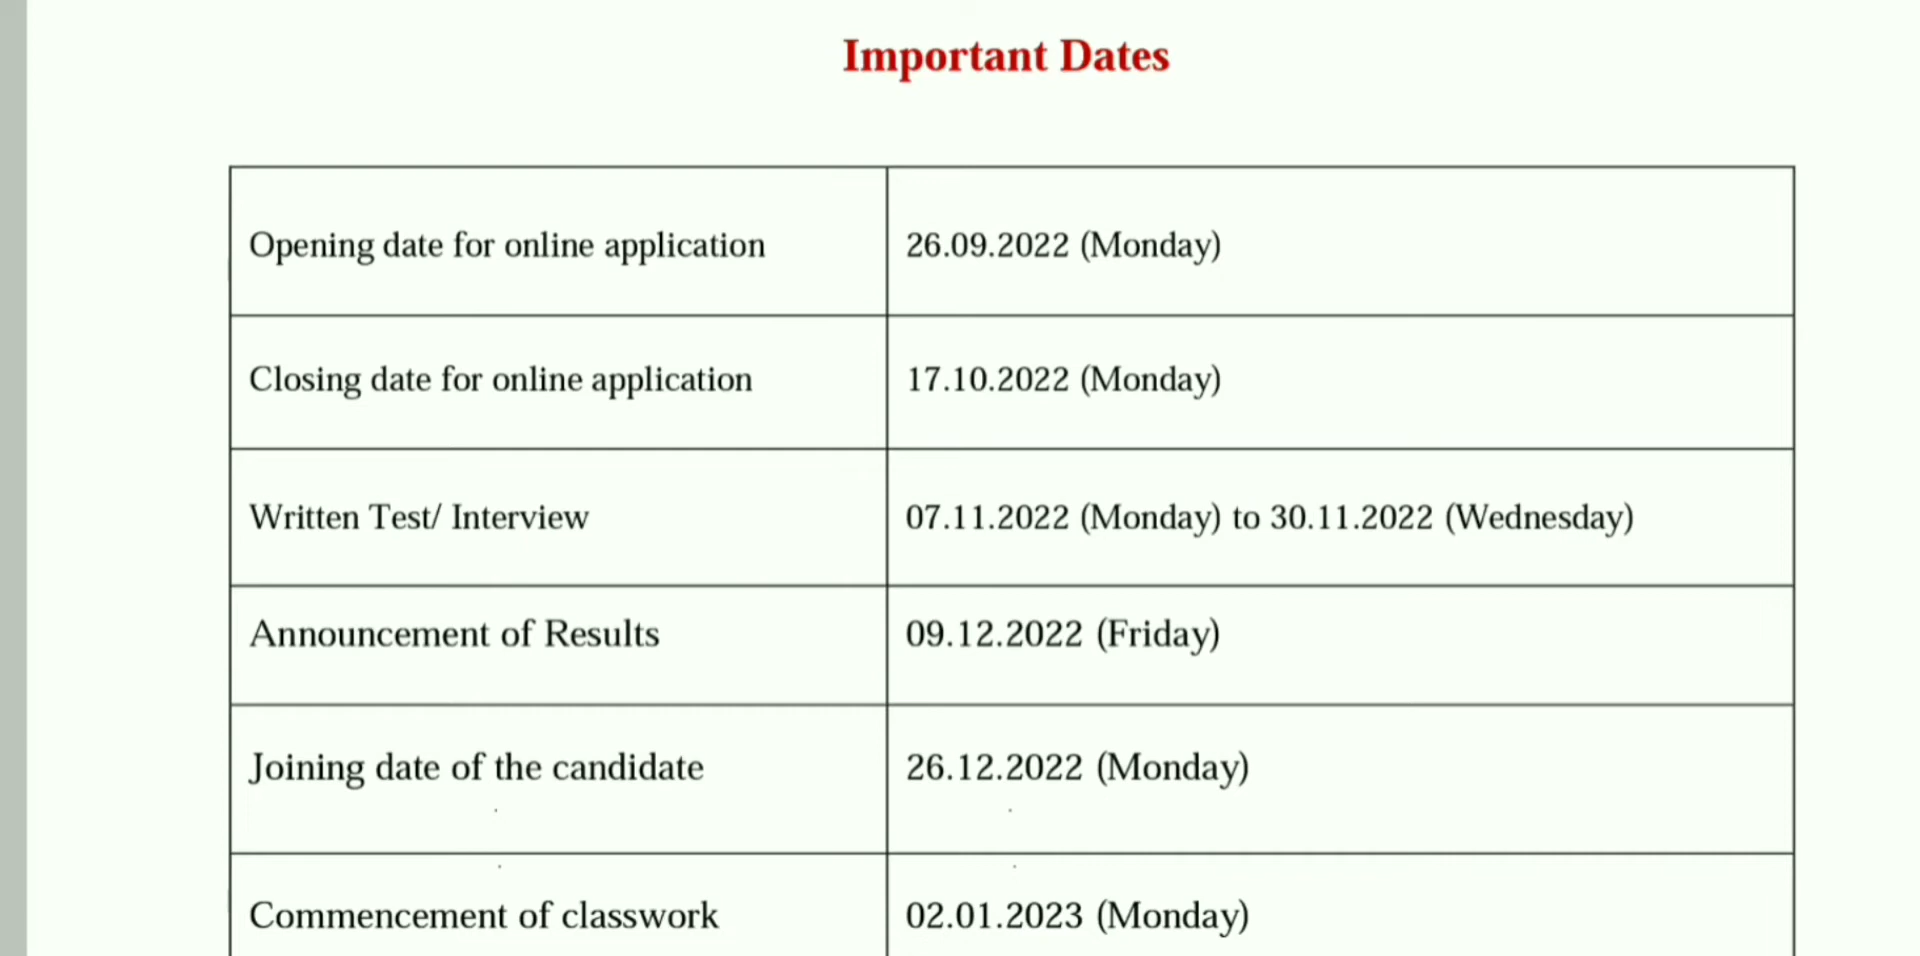 Important Dates
Opening date for online application
26.09.2022 (Monday)
Closing date for online application
17.10.2022 (Monday)
Written Test/ Interview
07.11.2022 (Monday) to 30.11.2022 (Wednesday)
Announcement of Results
09.12.2022 (Friday)
Joining date of the candidate
26.12.2022 (Monday)
Commencement of classwork
02.01.2023 (Monday)